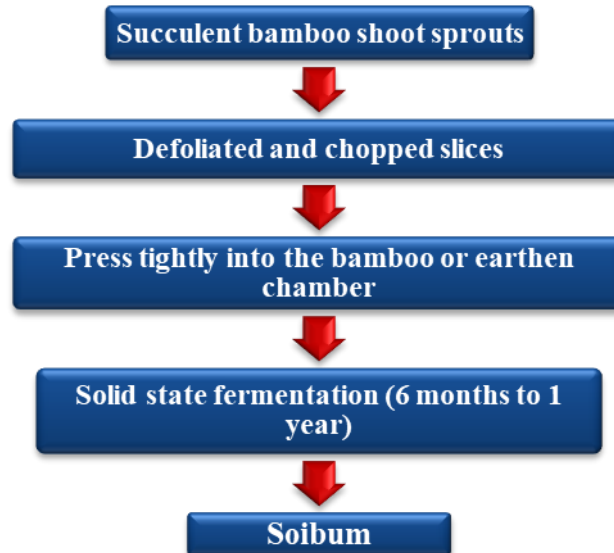 Succulent bamboo shoot sprouts
Defoliated and chopped slices
Press tightly into the bamboo or earthen
chamber
Solid state fermentation (6 months to 1
year)
Soibum